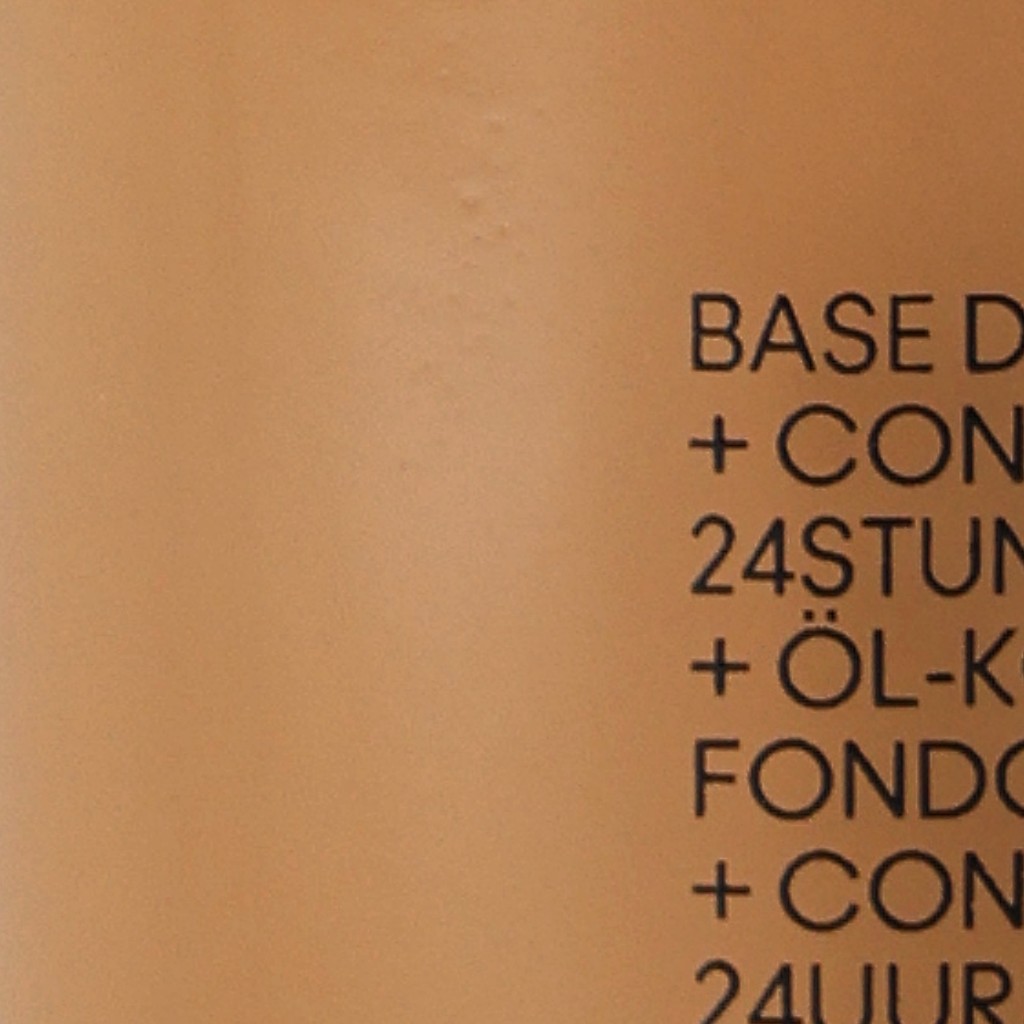 BASE D
+ CON
24STUN
+ ÖL-K
FONDO
+ CON
24UUR